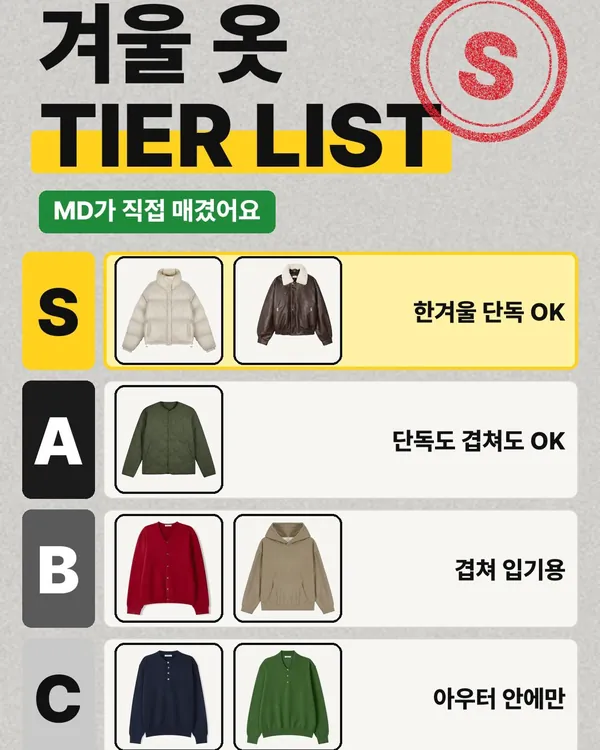 겨울 옷
S
TIER LIST
MD가 직접 매겼어요
S
한겨울 단독 OK
A
단독도 겹쳐도 OK
B
겹쳐 입기용
C
아우터 안에만